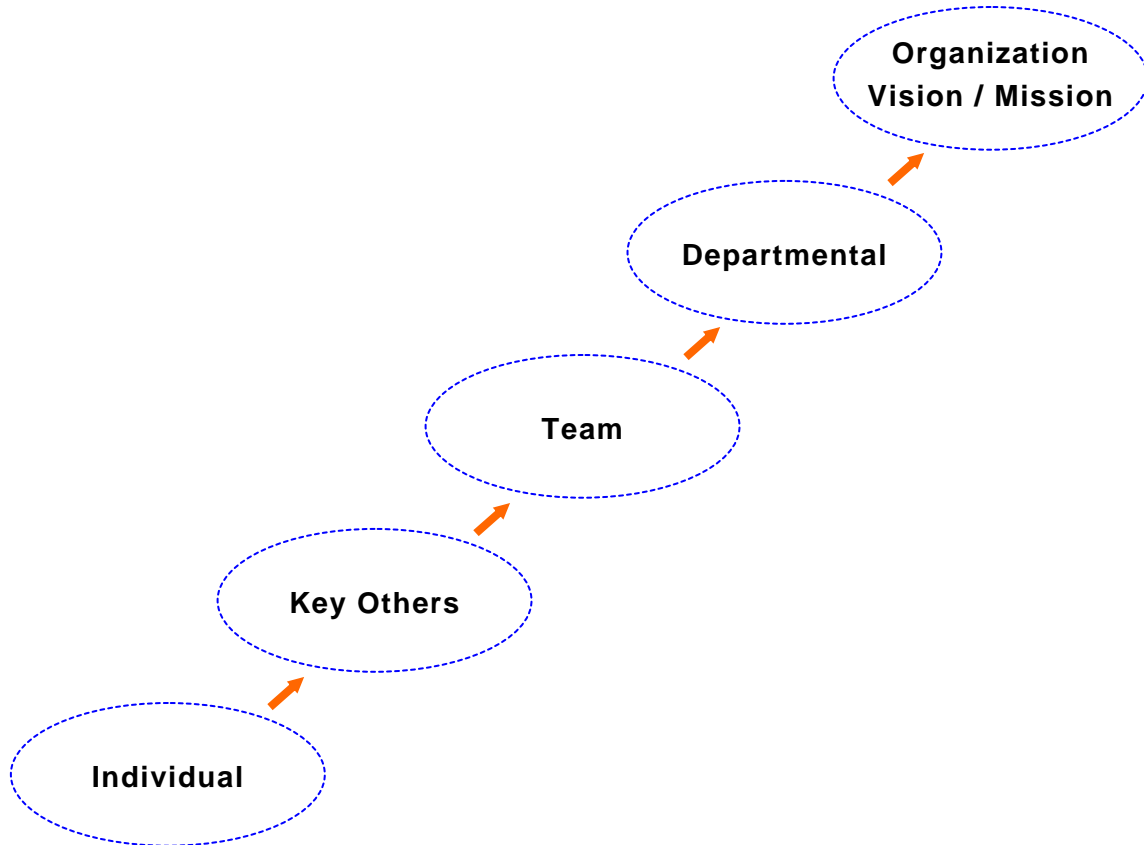 Organization
Vision / Mission
Departmental
Team
Key Others
Individual